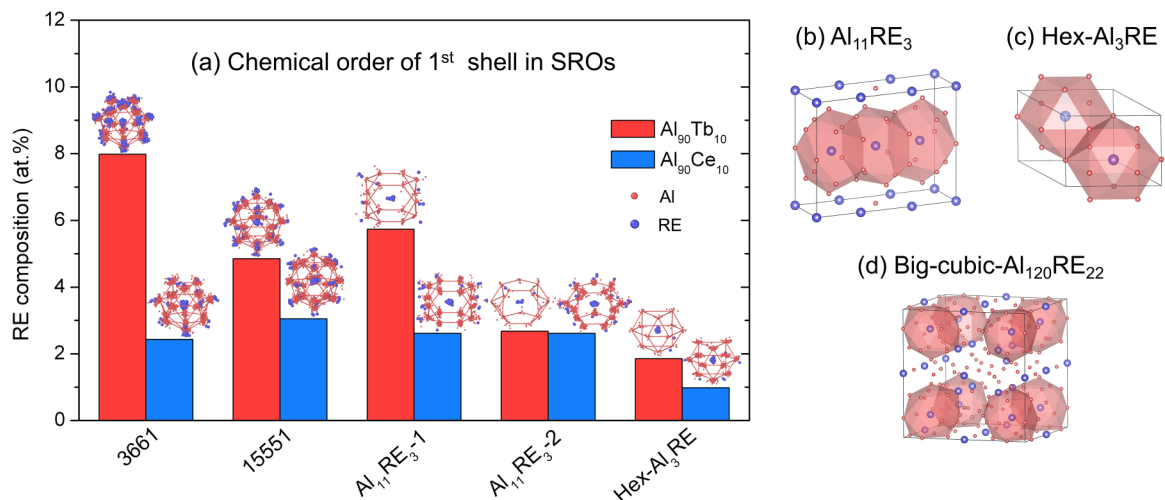 (a) Chemical order of 1st shell in SROs
RE composition (at.%)
12
10
8
6
4
2
0
Al90Tb10
Al90Ce10
Al
RE
3661
15551
Al11RE3-1
Al11RE3-2
Hex-Al3RE
(b) Al11RE3
(c) Hex-Al3RE
(d) Big-cubic-Al120RE22